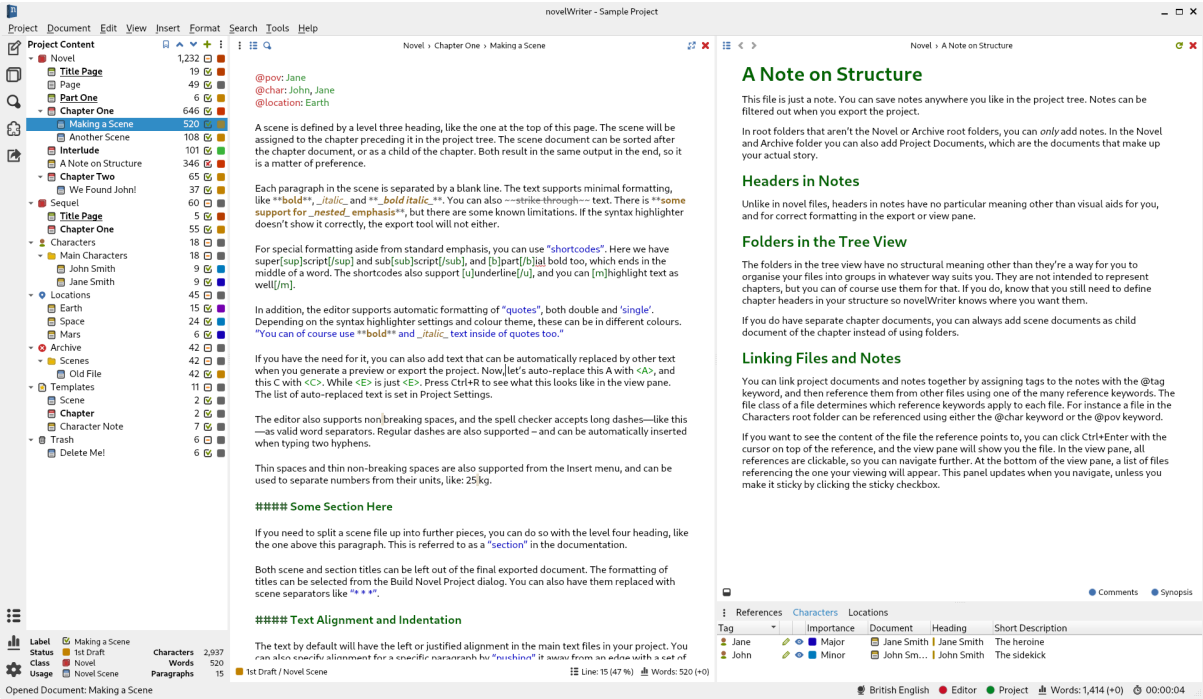 novelWriter - Sample Project
Project Document Edit View Insert Format Search Tools Help
Project Content
Novel 1,232
Title Page 19
Page 49
Part One 6
Chapter One 646
Making a Scene 520
Another Scene 108
Interlude 101
A Note on Structure 346
Chapter Two 65
We Found John! 37
Sequel 60
Title Page 5
Chapter One 55
Characters 18
Main Characters 18
John Smith 9
Jane Smith 9
Locations 45
Earth 15
Space 24
Mars 6
Archive 42
Scenes 42
Old File 42
Templates 11
Scene 2
Chapter 2
Character Note 7
Trash 6
Delete Me! 6
Label Making a Scene
Status 1st Draft Characters 2,937
Class Novel Words 520
Usage Novel Scene Paragraphs 15
Novel › Chapter One › Making a Scene
@pov: Jane
@char: John, Jane
@location: Earth
A scene is defined by a level three heading, like the one at the top of this page. The scene will be
assigned to the chapter preceding it in the project tree. The scene document can be sorted after
the chapter document, or as a child of the chapter. Both result in the same output in the end, so it
is a matter of preference.
Each paragraph in the scene is separated by a blank line. The text supports minimal formatting,
like **bold**, _italic_ and **_bold italic_**. You can also ~~strike through~~ text. There is **some
support for _nested_ emphasis**, but there are some known limitations. If the syntax highlighter
doesn’t show it correctly, the export tool will not either.
For special formatting aside from standard emphasis, you can use “shortcodes”. Here we have
super[sup]script[/sup] and sub[sub]script[/sub], and [b]part[/b]ial bold too, which ends in the
middle of a word. The shortcodes also support [u]underline[/u], and you can [m]highlight text as
well[/m].
In addition, the editor supports automatic formatting of “quotes”, both double and ‘single’.
Depending on the syntax highlighter settings and colour theme, these can be in different colours.
“You can of course use **bold** and _italic_ text inside of quotes too.”
If you have the need for it, you can also add text that can be automatically replaced by other text
when you generate a preview or export the project. Now, let’s auto-replace this A with <A>, and
this C with <C>. While <E> is just <E>. Press Ctrl+R to see what this looks like in the view pane.
The list of auto-replaced text is set in Project Settings.
The editor also supports non breaking spaces, and the spell checker accepts long dashes—like this
—as valid word separators. Regular dashes are also supported – and can be automatically inserted
when typing two hyphens.
Thin spaces and thin non-breaking spaces are also supported from the Insert menu, and can be
used to separate numbers from their units, like: 25 kg.
#### Some Section Here
If you need to split a scene file up into further pieces, you can do so with the level four heading, like
the one above this paragraph. This is referred to as a “section” in the documentation.
Both scene and section titles can be left out of the final exported document. The formatting of
titles can be selected from the Build Novel Project dialog. You can also have them replaced with
scene separators like “* * *”.
#### Text Alignment and Indentation
The text by default will have the left or justified alignment in the main text files in your project. You
can also specify alignment for a specific paragraph by “pushing” it away from an edge with a set of
1st Draft / Novel Scene Line: 15 (47 %) Words: 520 (+0)
Novel › A Note on Structure
A Note on Structure
This file is just a note. You can save notes anywhere you like in the project tree. Notes can be
filtered out when you export the project.
In root folders that aren’t the Novel or Archive root folders, you can only add notes. In the Novel
and Archive folder you can also add Project Documents, which are the documents that make up
your actual story.
Headers in Notes
Unlike in novel files, headers in notes have no particular meaning other than visual aids for you,
and for correct formatting in the export or view pane.
Folders in the Tree View
The folders in the tree view have no structural meaning other than they’re a way for you to
organise your files into groups in whatever way suits you. They are not intended to represent
chapters, but you can of course use them for that. If you do, know that you still need to define
chapter headers in your structure so novelWriter knows where you want them.
If you do have separate chapter documents, you can always add scene documents as child
document of the chapter instead of using folders.
Linking Files and Notes
You can link project documents and notes together by assigning tags to the notes with the @tag
keyword, and then reference them from other files using one of the many reference keywords. The
file class of a file determines which reference keywords apply to each file. For instance a file in the
Characters root folder can be referenced using either the @char keyword or the @pov keyword.
If you want to see the content of the file the reference points to, you can click Ctrl+Enter with the
cursor on top of the reference, and the view pane will show you the file. In the view pane, all
references are clickable, so you can navigate further. At the bottom of the view pane, a list of files
referencing the one your viewing will appear. This panel updates when you navigate, unless you
make it sticky by clicking the sticky checkbox.
Comments Synopsis
References Characters Locations
Tag Importance Document Heading Short Description
Jane Major Jane Smith Jane Smith The heroine
John Minor John Sm... John Smith The sidekick
Opened Document: Making a Scene
British English Editor Project Words: 1,414 (+0) 00:00:04